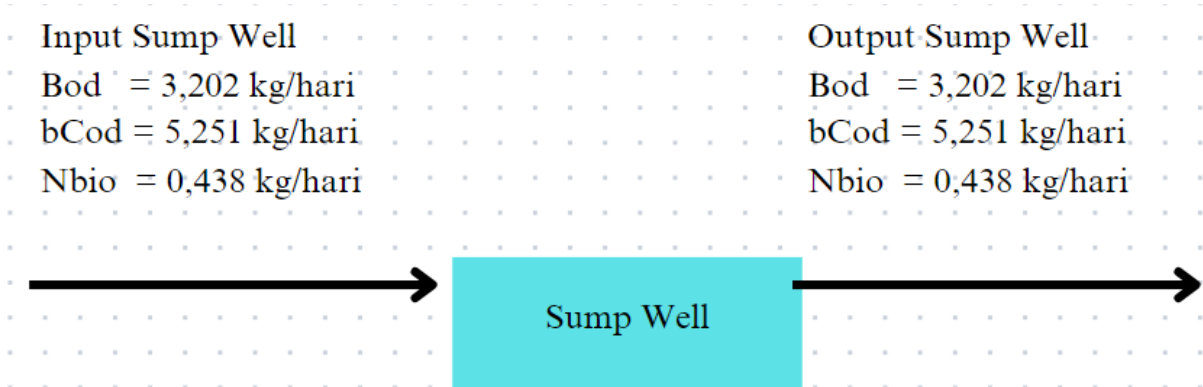 Input Sump Well
Bod = 3,202 kg/hari
bCod = 5,251 kg/hari
Nbio = 0,438 kg/hari
Output Sump Well
Bod = 3,202 kg/hari
bCod = 5,251 kg/hari
Nbio = 0,438 kg/hari
Sump Well